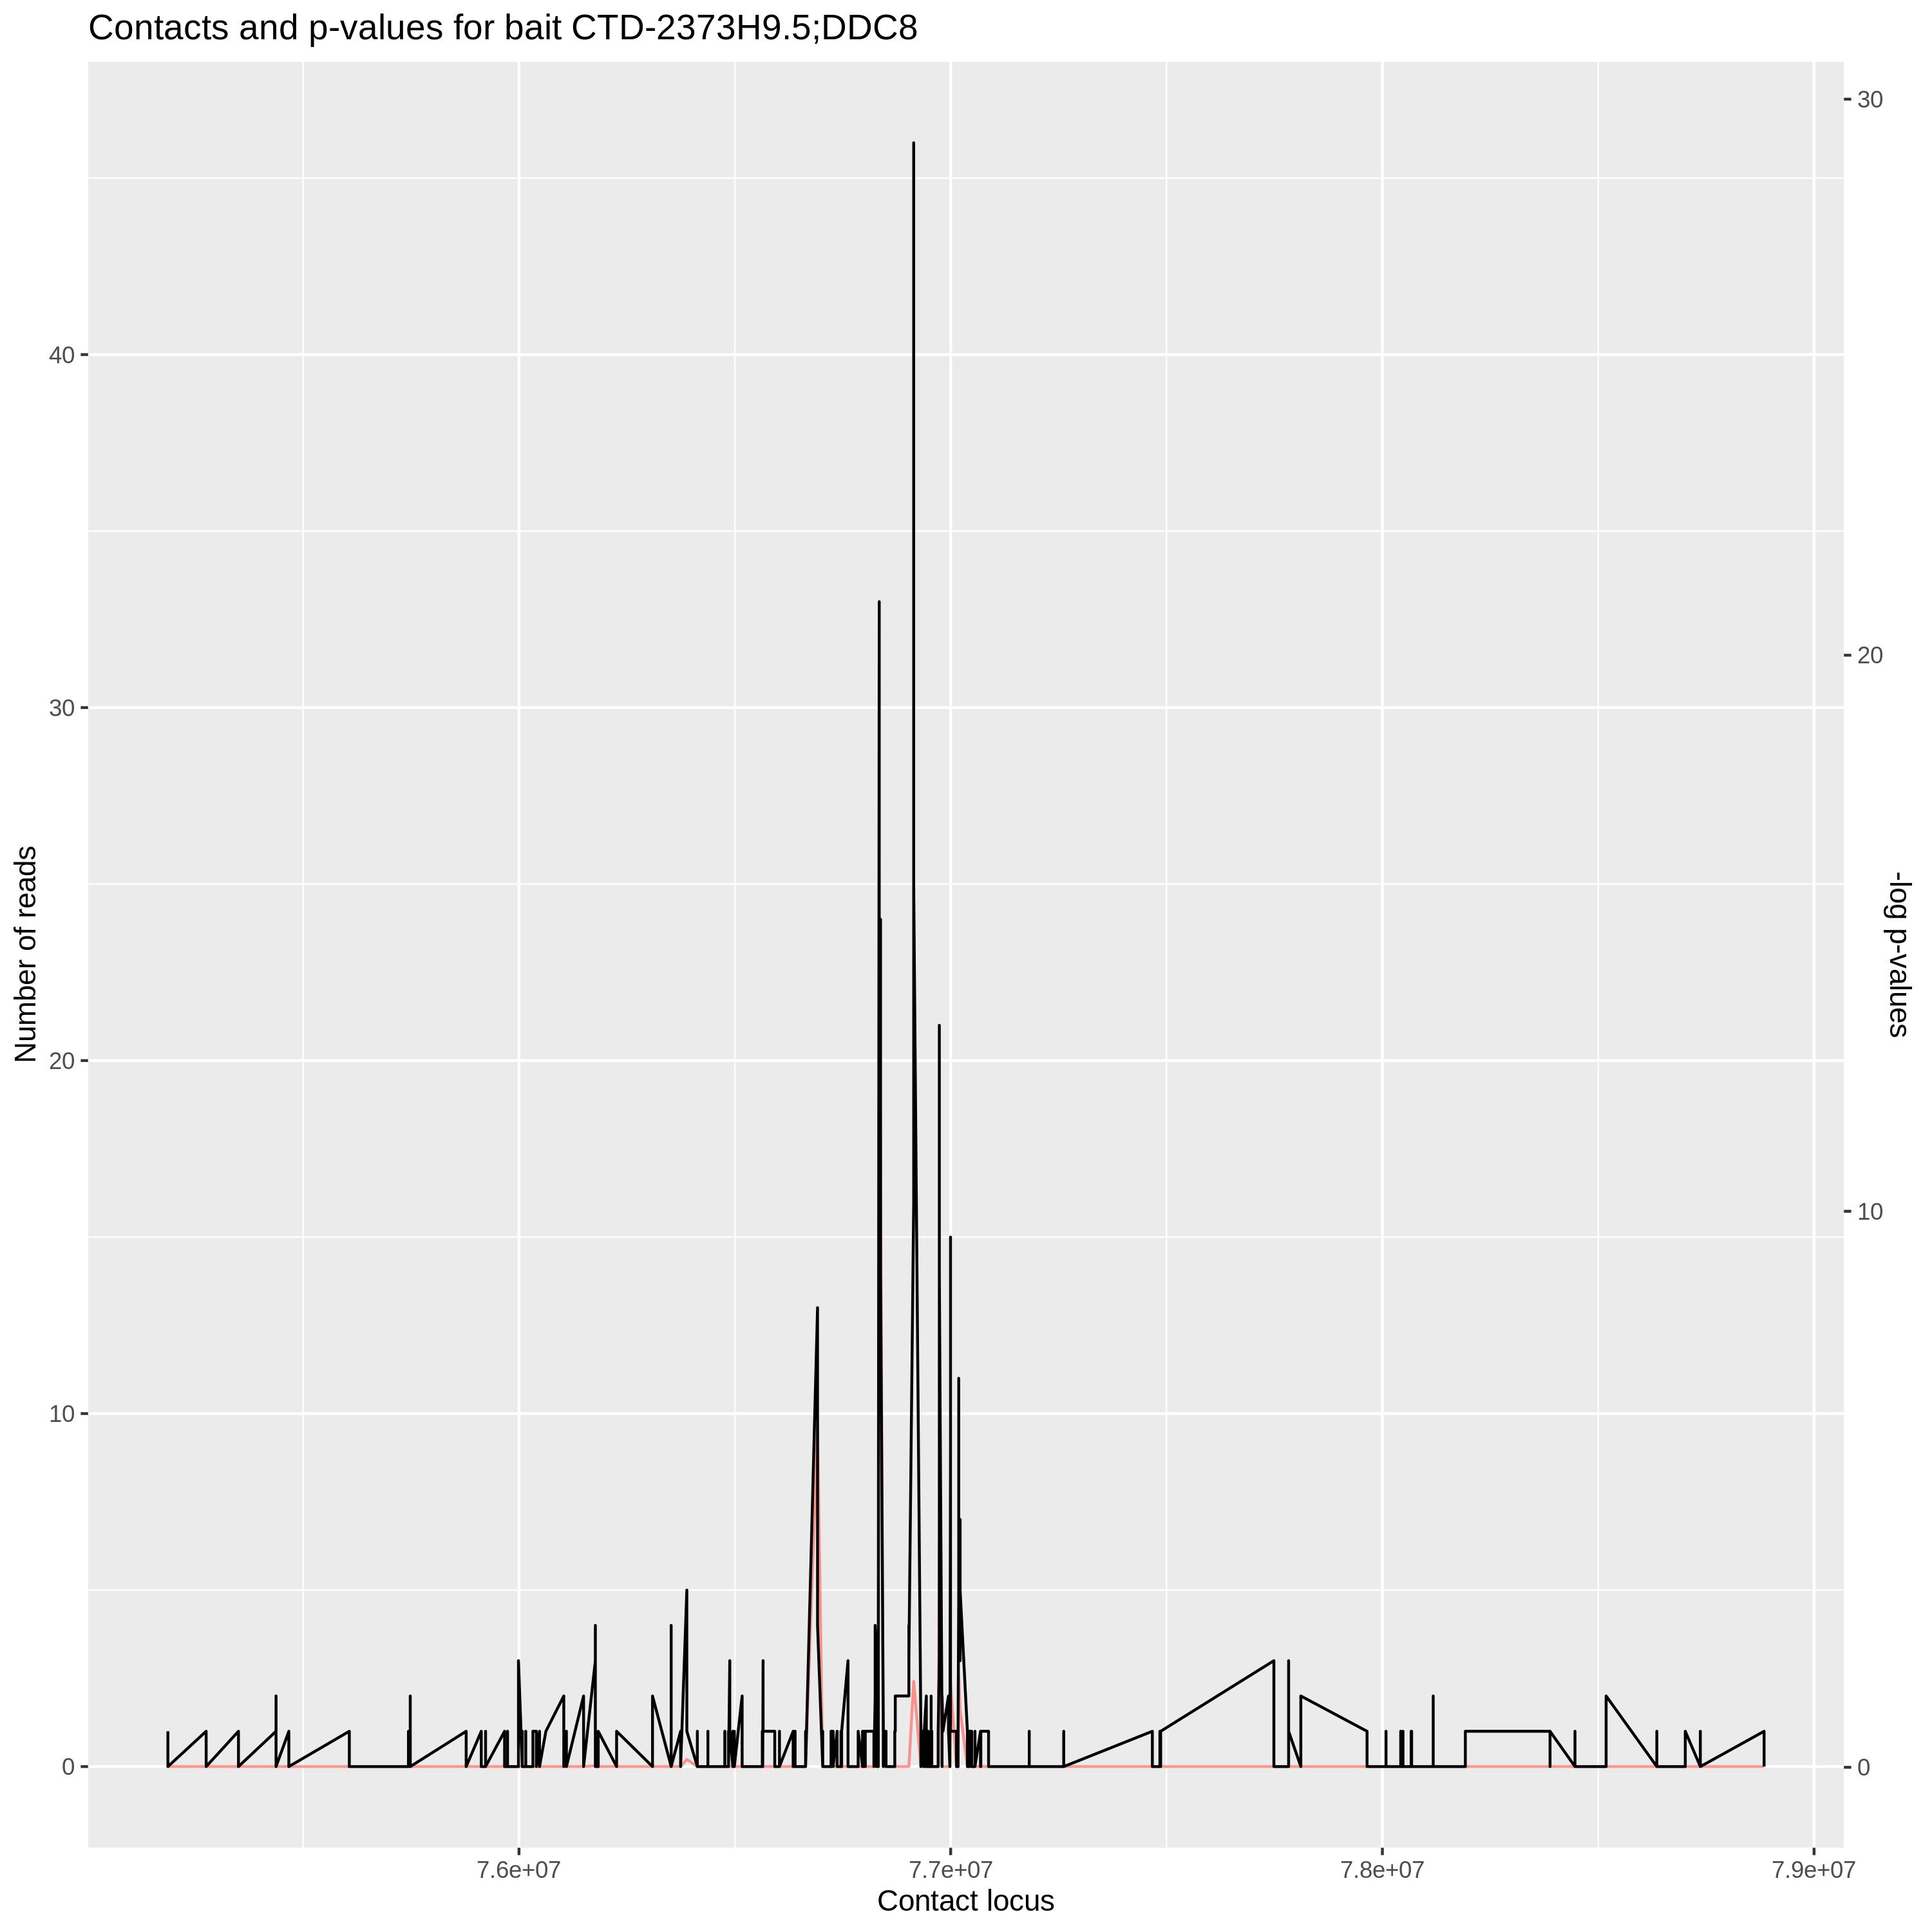 Contacts and p-values for bait CTD-2373H9.5;DDC8
30
40
20
30
Number of reads
-log p-values
20
10
10
0
0
7.6e+07
7.7e+07
7.8e+07
7.9e+07
Contact locus